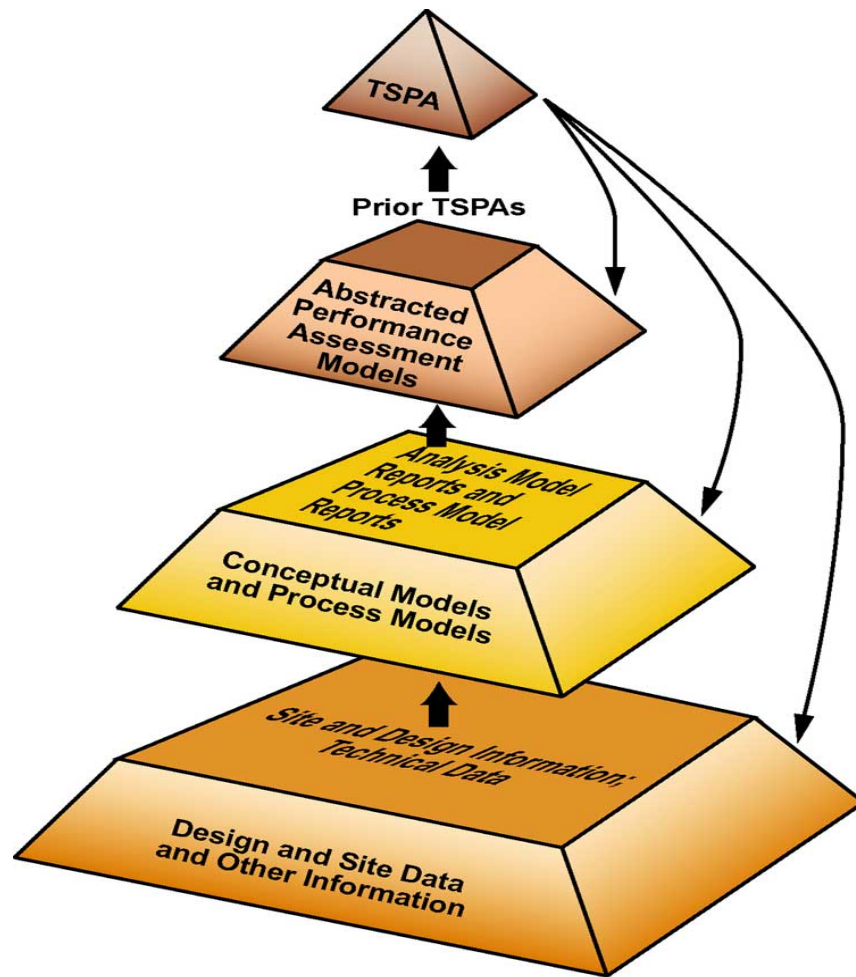 TSPA
Prior TSPAs
Abstracted
Performance
Assessment
Models
Analysis Model
Reports and
Process Model
Reports
Conceptual Models
and Process Models
Site and Design Information;
Technical Data
Design and Site Data
and Other Information